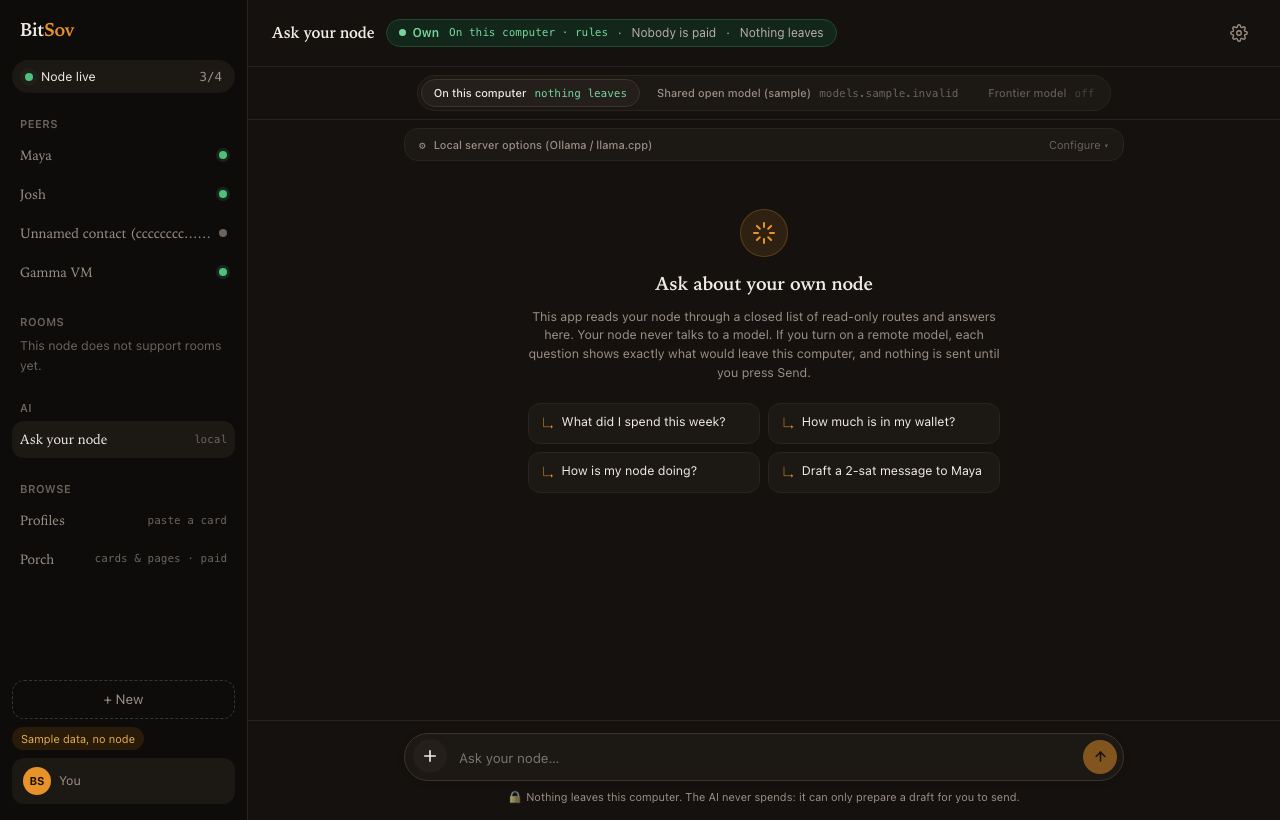 BitSov
Node live 3/4
PEERS
Maya
Josh
Unnamed contact (cccccccc……
Gamma VM
ROOMS
This node does not support rooms
yet.
AI
Ask your node local
BROWSE
Profiles paste a card
Porch cards & pages · paid
+ New
Sample data, no node
BS You
Ask your node
Own On this computer · rules · Nobody is paid · Nothing leaves
On this computer nothing leaves
Shared open model (sample) models.sample.invalid
Frontier model off
Local server options (Ollama / llama.cpp) Configure
Ask about your own node
This app reads your node through a closed list of read-only routes and answers
here. Your node never talks to a model. If you turn on a remote model, each
question shows exactly what would leave this computer, and nothing is sent until
you press Send.
What did I spend this week?
How much is in my wallet?
How is my node doing?
Draft a 2-sat message to Maya
Ask your node…
Nothing leaves this computer. The AI never spends: it can only prepare a draft for you to send.